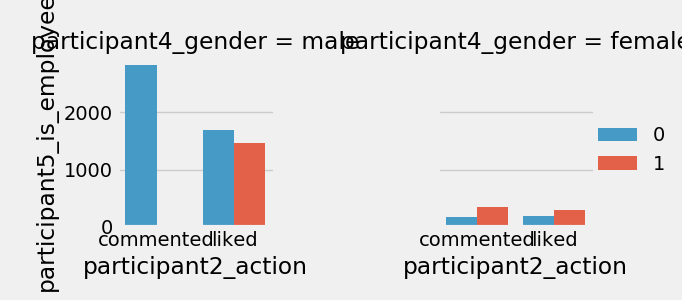 participant4_gender = male
participant4_gender = female
participant5_is_employee
2000
1000
0
commented
liked
commented
liked
participant2_action
participant2_action
0
1